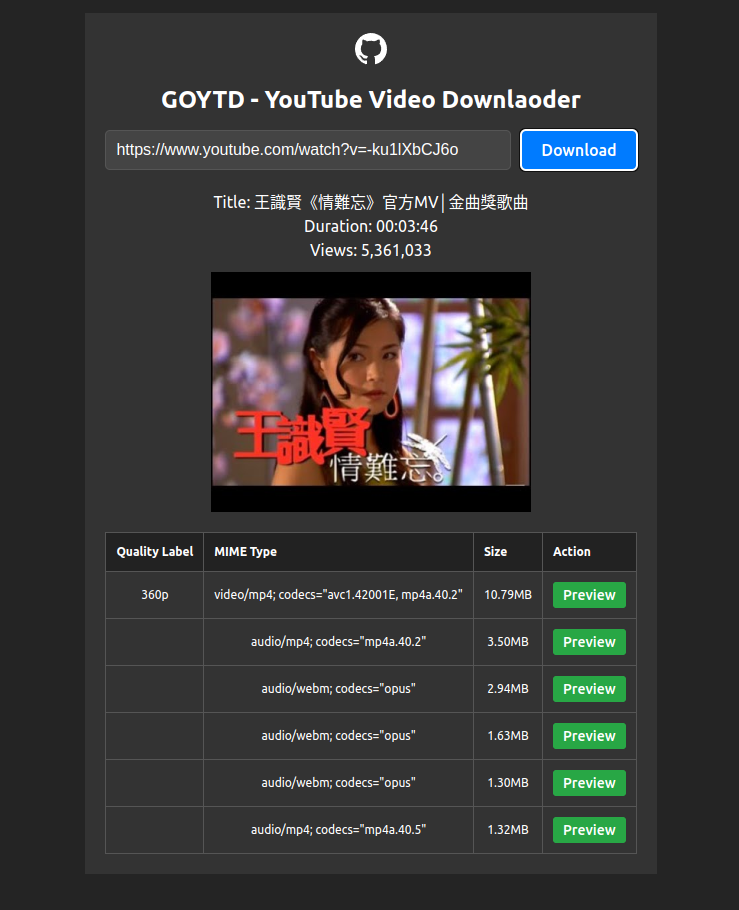 GOYTD - YouTube Video Downlaoder
https://www.youtube.com/watch?v=-ku1lXbCJ6o Download
Title: 王識賢《情難忘》官方MV│金曲獎歌曲
Duration: 00:03:46
Views: 5,361,033
王識賢
情難忘。
Quality Label MIME Type Size Action
360p video/mp4; codecs="avc1.42001E, mp4a.40.2" 10.79MB Preview
audio/mp4; codecs="mp4a.40.2" 3.50MB Preview
audio/webm; codecs="opus" 2.94MB Preview
audio/webm; codecs="opus" 1.63MB Preview
audio/webm; codecs="opus" 1.30MB Preview
audio/mp4; codecs="mp4a.40.5" 1.32MB Preview